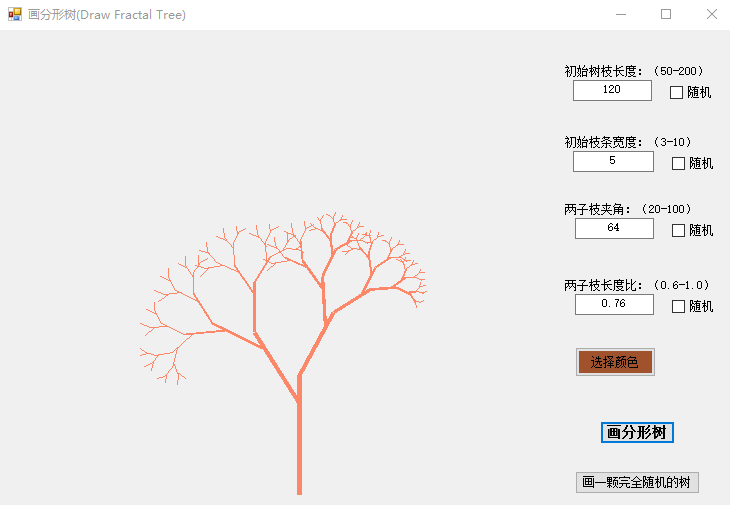 画分形树(Draw Fractal Tree)
初始树枝长度：（50-200）
120
随机
初始枝条宽度：（3-10）
5
随机
两子枝夹角：（20-100）
64
随机
两子枝长度比：（0.6-1.0）
0.76
随机
选择颜色
画分形树
画一颗完全随机的树